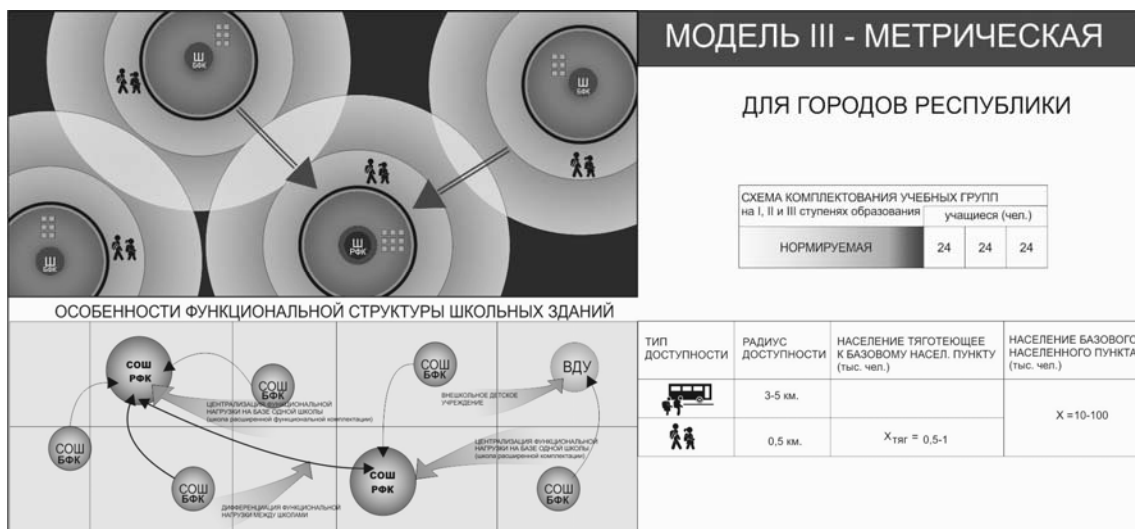 Ш
БФК
Ш
БФК
Ш
РФК
Ш
БФК
МОДЕЛЬ III - МЕТРИЧЕСКАЯ
ДЛЯ ГОРОДОВ РЕСПУБЛИКИ
СХЕМА КОМПЛЕКТОВАНИЯ УЧЕБНЫХ ГРУПП
на I, II и III ступенях образования
учащиеся (чел.)
НОРМИРУЕМАЯ 24 24 24
ОСОБЕННОСТИ ФУНКЦИОНАЛЬНОЙ СТРУКТУРЫ ШКОЛЬНЫХ ЗДАНИЙ
СОШ
РФК
СОШ
БФК
СОШ
БФК
ВДУ
ЦЕНТРАЛИЗАЦИЯ ФУНКЦИОНАЛЬНОЙ
НАГРУЗКИ НА БАЗЕ ОДНОЙ ШКОЛЫ
(школа расширенной функциональной комплектации)
ВНЕШКОЛЬНОЕ ДЕТСКОЕ
УЧРЕЖДЕНИЕ
СОШ
БФК
ЦЕНТРАЛИЗАЦИЯ ФУНКЦИОНАЛЬНОЙ
НАГРУЗКИ НА БАЗЕ ОДНОЙ ШКОЛЫ
(школа расширенной комплектации)
СОШ
БФК
СОШ
РФК
СОШ
БФК
ДИФФЕРЕНЦИАЦИЯ ФУНКЦИОНАЛЬНОЙ
НАГРУЗКИ МЕЖДУ ШКОЛАМИ
ТИП
ДОСТУПНОСТИ
РАДИУС
ДОСТУПНОСТИ
НАСЕЛЕНИЕ ТЯГОТЕЮЩЕЕ
К БАЗОВОМУ НАСЕЛ. ПУНКТУ
(тыс. чел.)
НАСЕЛЕНИЕ БАЗОВОГО
НАСЕЛЕННОГО ПУНКТА
(тыс. чел.)
3-5 км.
X =10-100
0,5 км.
Xтяг = 0,5-1